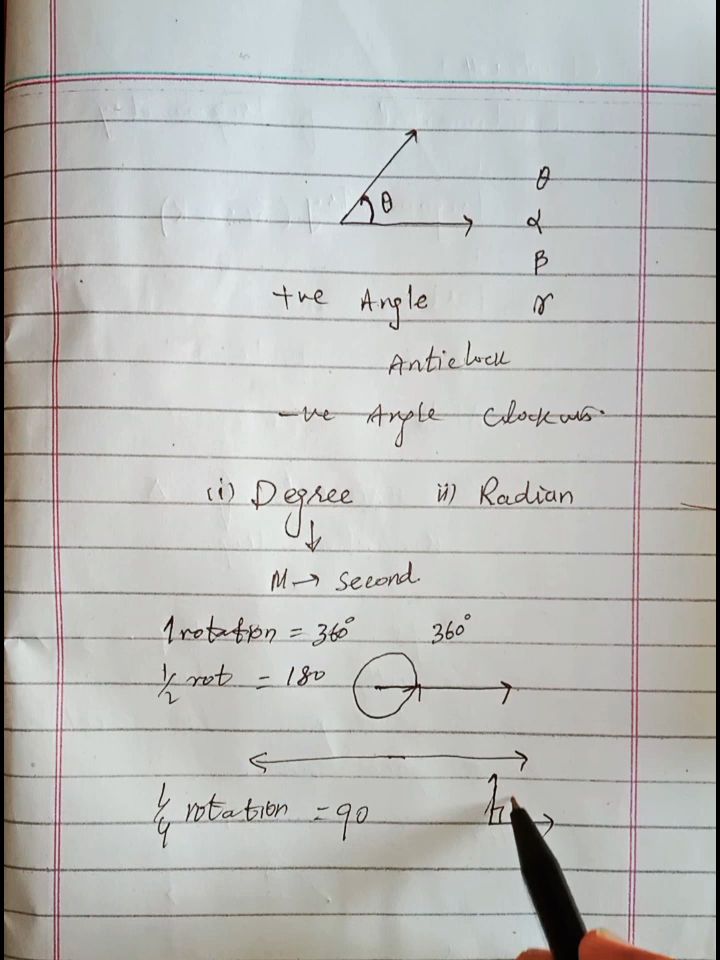 θ
θ
α
β
γ
+ve Angle
Anticlock
-ve Angle Clockwis.
(i) Degree ii) Radian
↓
M → Second.
1 rotation = 360° 360°
1/2 rot = 180
1/4 rotation = 90